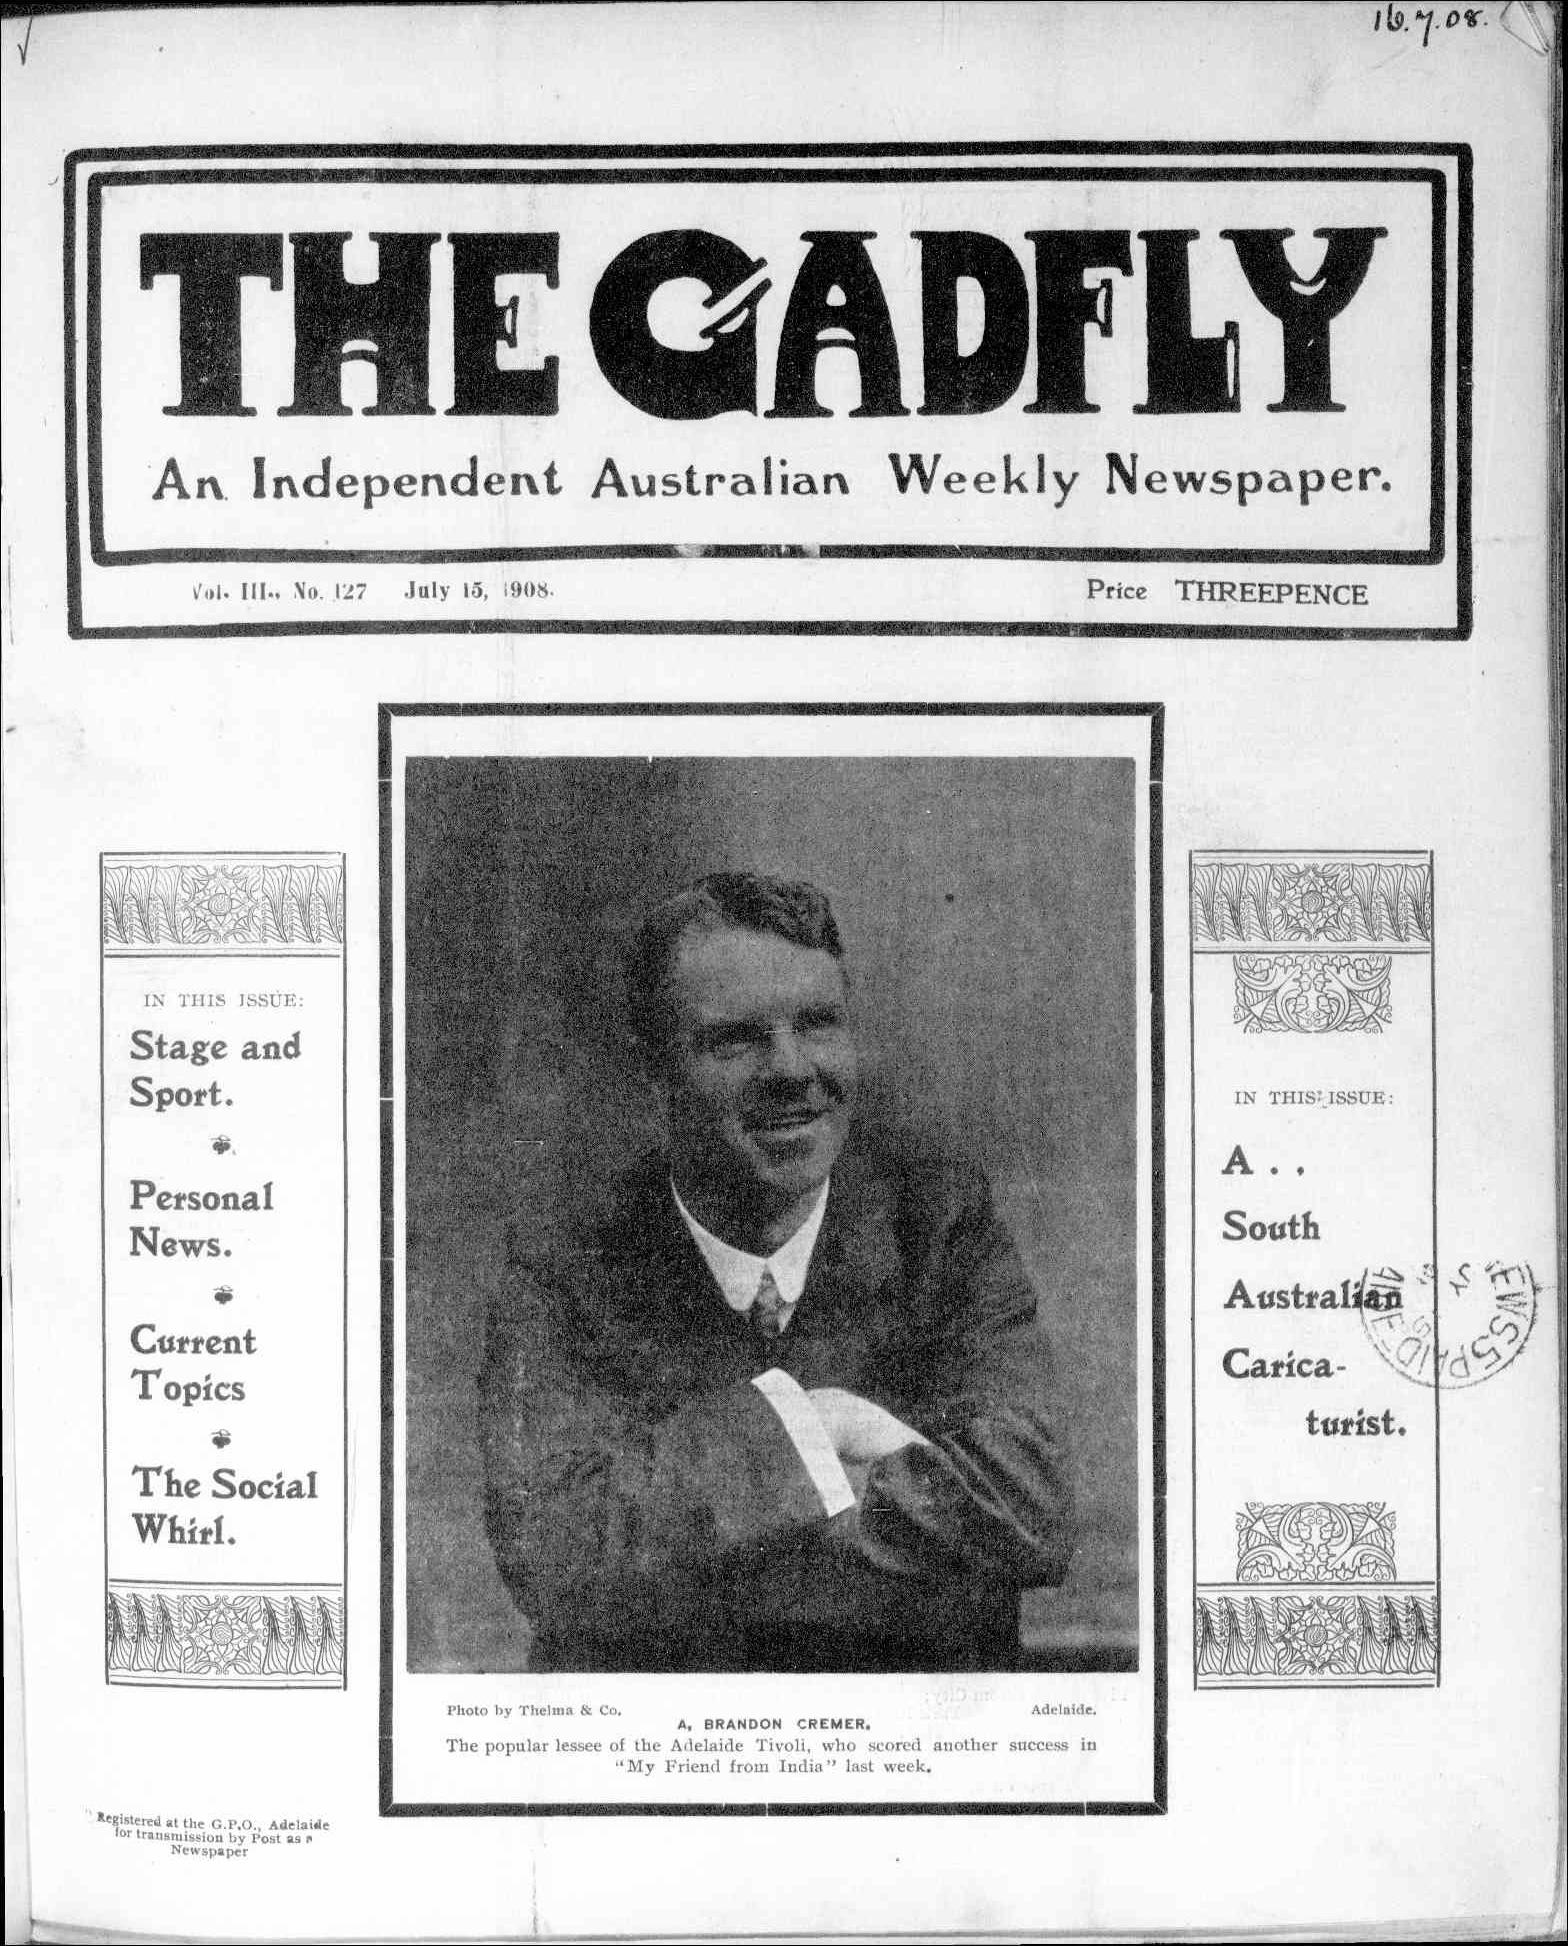 16.7.08.
THE GADFLY
An Independent Australian Weekly Newspaper.
Vol. III., No. 127 July 15, 1908.
Price THREEPENCE
IN THIS ISSUE:
Stage and
Sport.
Personal
News.
Current
Topics
The Social
Whirl.
IN THIS ISSUE:
A . .
South
Australian
Carica-
turist.
Photo by Thelma & Co. Adelaide.
A. BRANDON CREMER.
The popular lessee of the Adelaide Tivoli, who scored another success in
"My Friend from India" last week.
Registered at the G.P.O., Adelaide
for transmission by Post as a
Newspaper